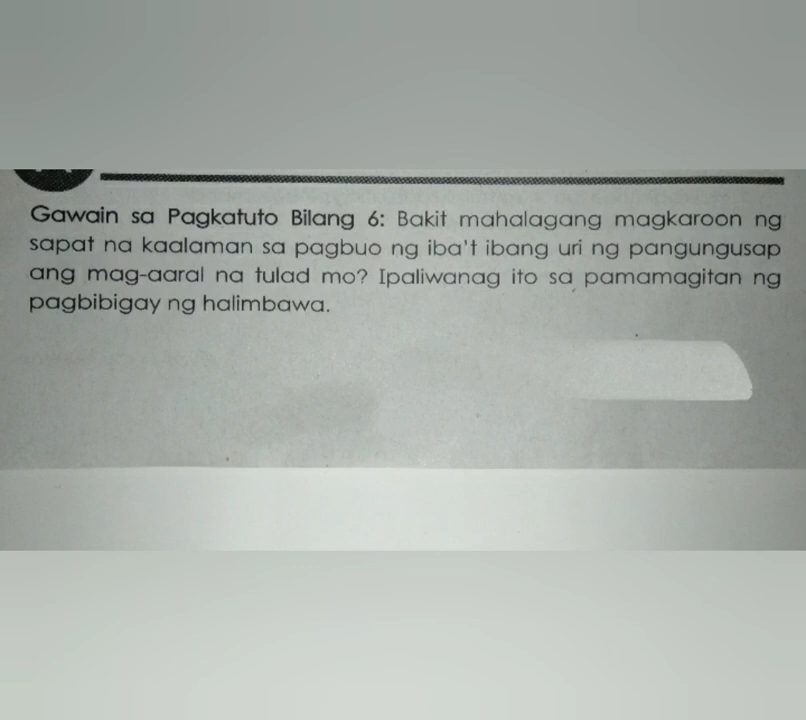 Gawain sa Pagkatuto Bilang 6: Bakit mahalagang magkaroon ng
sapat na kaalaman sa pagbuo ng iba't ibang uri ng pangungusap
ang mag-aaral na tulad mo? Ipaliwanag ito sa pamamagitan ng
pagbibigay ng halimbawa.